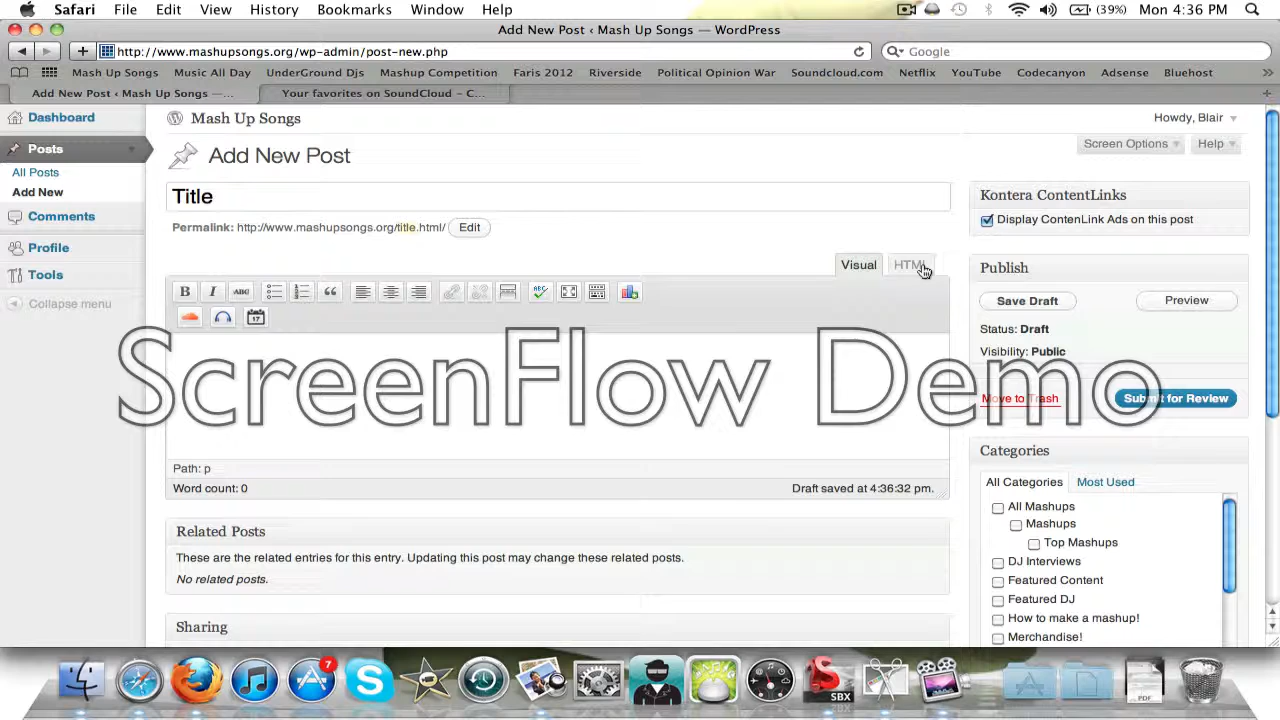 Safari File Edit View History Bookmarks Window Help (39%) Mon 4:36 PM
Add New Post ‹ Mash Up Songs — WordPress
http://www.mashupsongs.org/wp-admin/post-new.php Google
Mash Up Songs Music All Day UnderGround Djs Mashup Competition Faris 2012 Riverside Political Opinion War Soundcloud.com Netflix YouTube Codecanyon Adsense Bluehost
Add New Post ‹ Mash Up Songs —... Your favorites on SoundCloud – C...
Dashboard
Mash Up Songs
Howdy, Blair
Posts
Add New Post
Screen Options
Help
All Posts
Add New
Title
Kontera ContentLinks
Comments
Display ContenLink Ads on this post
Permalink: http://www.mashupsongs.org/title.html/ Edit
Profile
Visual HTML
Publish
Tools
B I ABC
ABC
Save Draft Preview
Collapse menu
17
Status: Draft
Visibility: Public
ScreenFlow Demo
Move to Trash Submit for Review
Categories
Path: p
All Categories Most Used
Word count: 0 Draft saved at 4:36:32 pm.
All Mashups
Mashups
Related Posts
Top Mashups
These are the related entries for this entry. Updating this post may change these related posts.
DJ Interviews
No related posts.
Featured Content
Featured DJ
Sharing
How to make a mashup!
Merchandise!
7
SBX
PDF